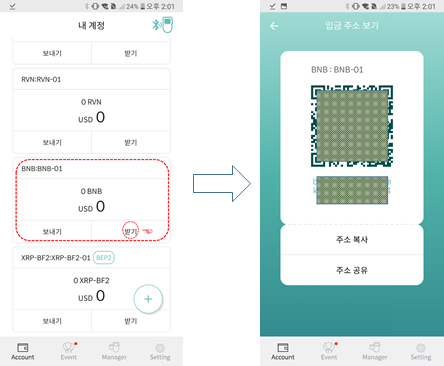 24% 오후 2:01
내 계정
보내기 받기
RVN:RVN-01
0 RVN
USD 0
보내기 받기
BNB:BNB-01
0 BNB
USD 0
보내기 받기
XRP-BF2:XRP-BF2-01 BEP2
0 XRP-BF2
USD 0
+
보내기 받기
Account Event Manager Setting
23% 오후 2:01
입금 주소 보기
BNB : BNB-01
주소 복사
주소 공유
Account Event Manager Setting